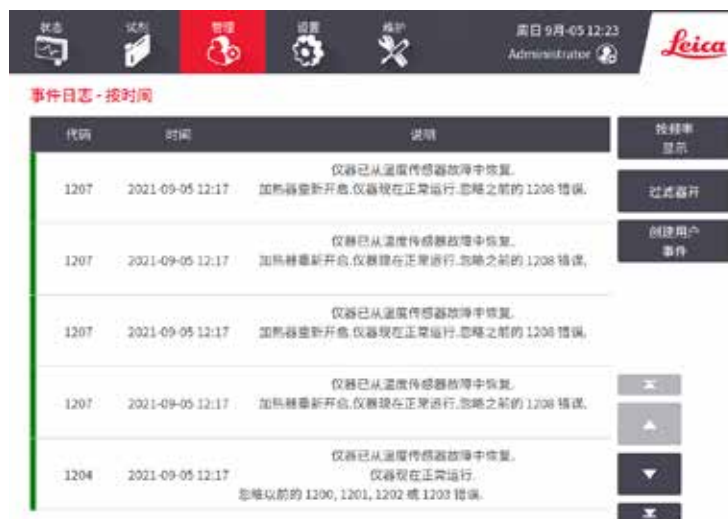 状态
试剂
管理
设置
维护
周日 9月-05 12:23
Administrator
Leica
事件日志 - 按时间
代码 时间 说明
按频率
显示
过滤器开
创建用户
事件
仪器已从温度传感器故障中恢复.
1207 2021-09-05 12:17 加热器重新开启.仪器现在正常运行.忽略之前的 1208 错误.
仪器已从温度传感器故障中恢复.
1207 2021-09-05 12:17 加热器重新开启.仪器现在正常运行.忽略之前的 1208 错误.
仪器已从温度传感器故障中恢复.
1207 2021-09-05 12:17 加热器重新开启.仪器现在正常运行.忽略之前的 1208 错误.
仪器已从温度传感器故障中恢复.
1207 2021-09-05 12:17 加热器重新开启.仪器现在正常运行.忽略之前的 1208 错误.
仪器已从温度传感器故障中恢复.
1204 2021-09-05 12:17 仪器现在正常运行.
忽略以前的 1200, 1201, 1202 或 1203 错误.